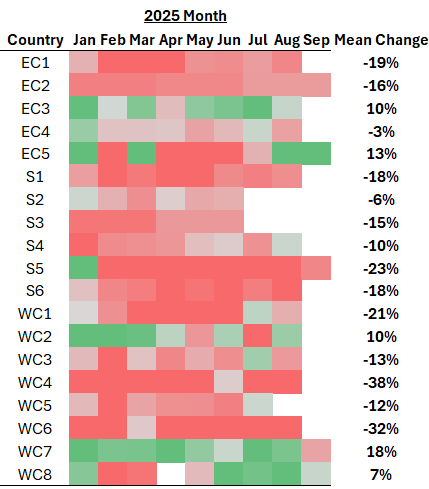 2025 Month
Country Jan Feb Mar Apr May Jun Jul Aug Sep Mean Change
EC1 -19%
EC2 -16%
EC3 10%
EC4 -3%
EC5 13%
S1 -18%
S2 -6%
S3 -15%
S4 -10%
S5 -23%
S6 -18%
WC1 -21%
WC2 10%
WC3 -13%
WC4 -38%
WC5 -12%
WC6 -32%
WC7 18%
WC8 7%